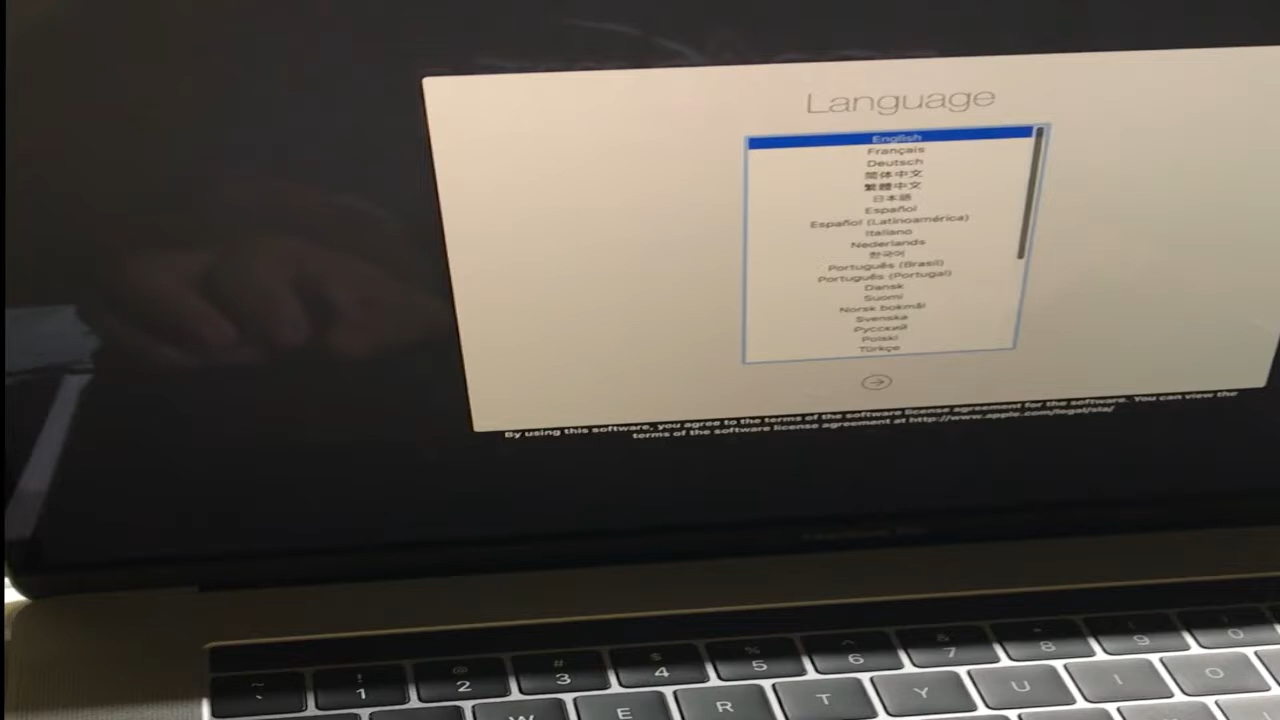 Language
English
Français
Deutsch
简体中文
繁體中文
日本語
Español
Español (Latinoamérica)
Italiano
Nederlands
한국어
Português (Brasil)
Português (Portugal)
Dansk
Suomi
Norsk bokmål
Svenska
Русский
Polski
Türkçe
By using this software, you agree to the terms of the software license agreement for the software. You can view the
terms of the software license agreement at http://www.apple.com/legal/sla/
~ ! @ # $ % ^ &
` 1 2 3 4 5 6 7 8 9 0
W E R T Y U I O